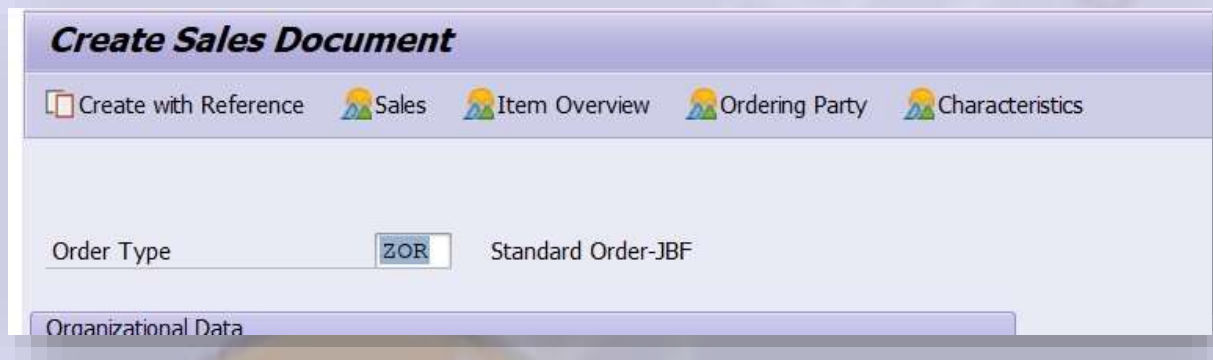 Create Sales Document
Create with Reference Sales Item Overview Ordering Party Characteristics
Order Type ZOR Standard Order-JBF
Organizational Data